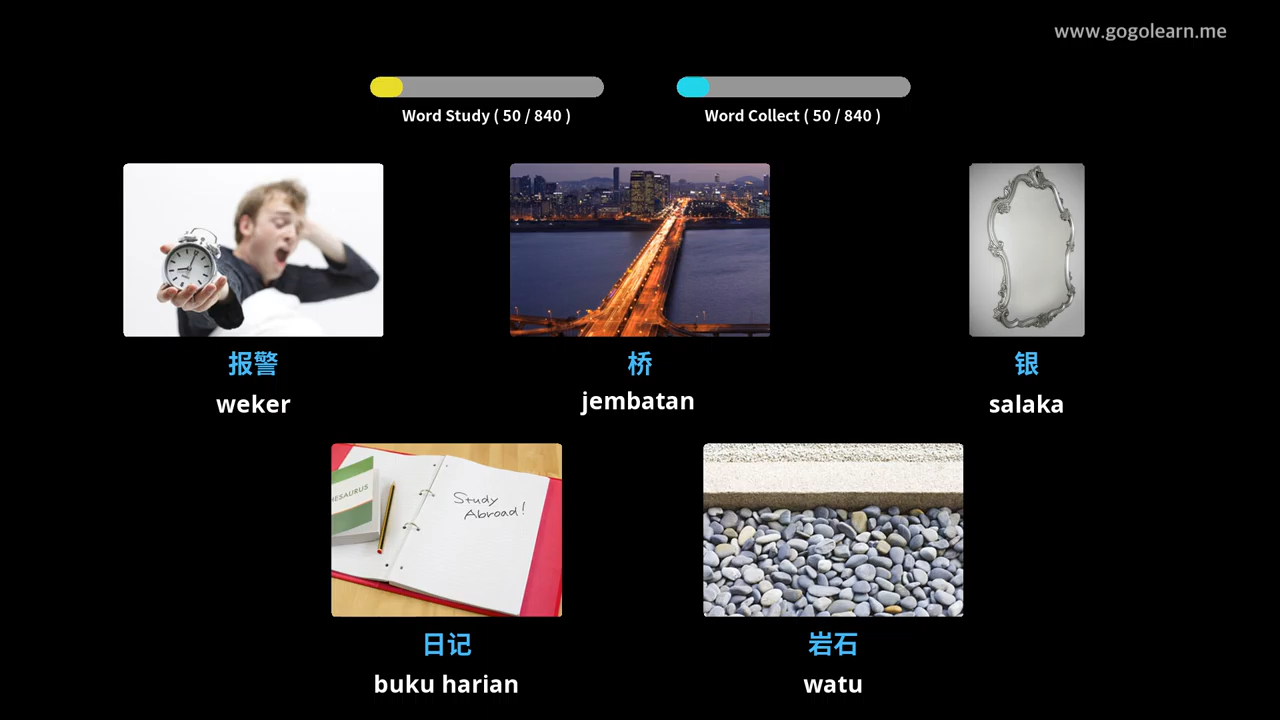 www.gogolearn.me
Word Study ( 50 / 840 )
Word Collect ( 50 / 840 )
报警
weker
桥
jembatan
银
salaka
HESAURUS
Study
Abroad!
日记
buku harian
岩石
watu